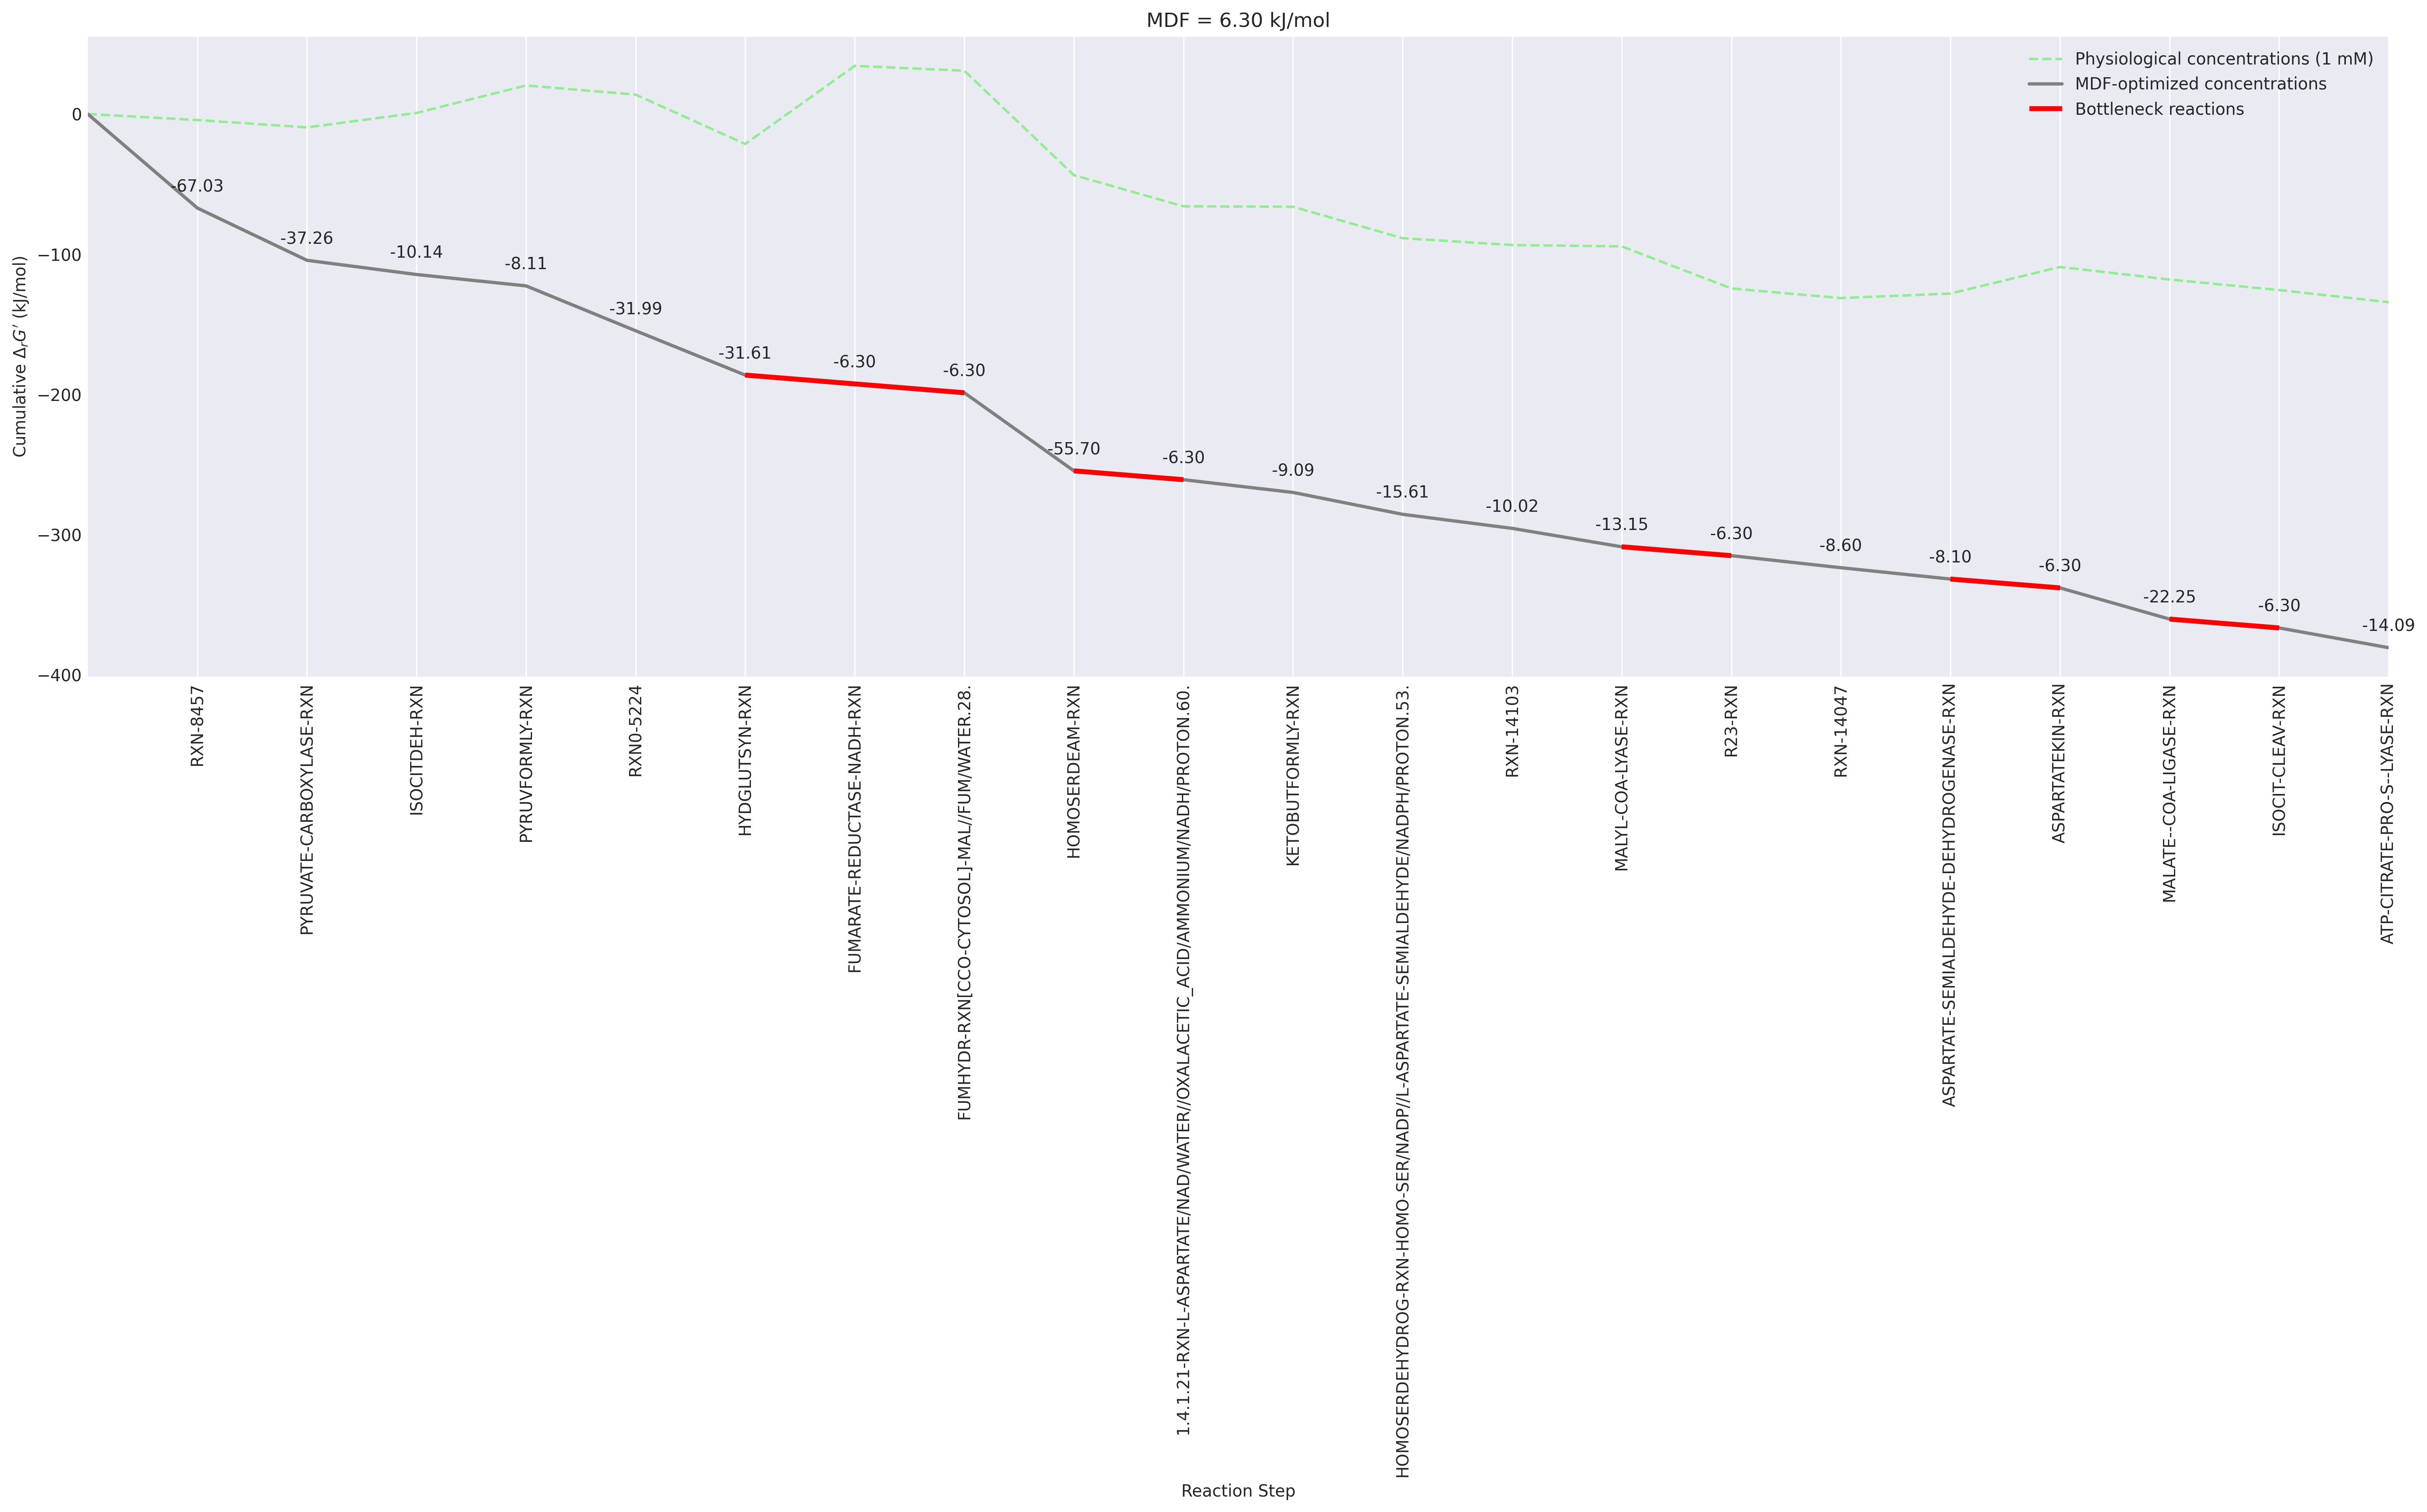 MDF = 6.30 kJ/mol
Physiological concentrations (1 mM)
MDF-optimized concentrations
Bottleneck reactions
Cumulative ΔrG′ (kJ/mol)
0
−100
−200
−300
−400
-67.03
-37.26
-10.14
-8.11
-31.99
-31.61
-6.30
-6.30
-55.70
-6.30
-9.09
-15.61
-10.02
-13.15
-6.30
-8.60
-8.10
-6.30
-22.25
-6.30
-14.09
RXN-8457
PYRUVATE-CARBOXYLASE-RXN
ISOCITDEH-RXN
PYRUVFORMLY-RXN
RXN0-5224
HYDGLUTSYN-RXN
FUMARATE-REDUCTASE-NADH-RXN
FUMHYDR-RXN[CCO-CYTOSOL]-MAL//FUM/WATER.28.
HOMOSERDEAM-RXN
1.4.1.21-RXN-L-ASPARTATE/NAD/WATER//OXALACETIC_ACID/AMMONIUM/NADH/PROTON.60.
KETOBUTFORMLY-RXN
HOMOSERDEHYDROG-RXN-HOMO-SER/NADP//L-ASPARTATE-SEMIALDEHYDE/NADPH/PROTON.53.
RXN-14103
MALYL-COA-LYASE-RXN
R23-RXN
RXN-14047
ASPARTATE-SEMIALDEHYDE-DEHYDROGENASE-RXN
ASPARTATEKIN-RXN
MALATE--COA-LIGASE-RXN
ISOCIT-CLEAV-RXN
ATP-CITRATE-PRO-S--LYASE-RXN
Reaction Step